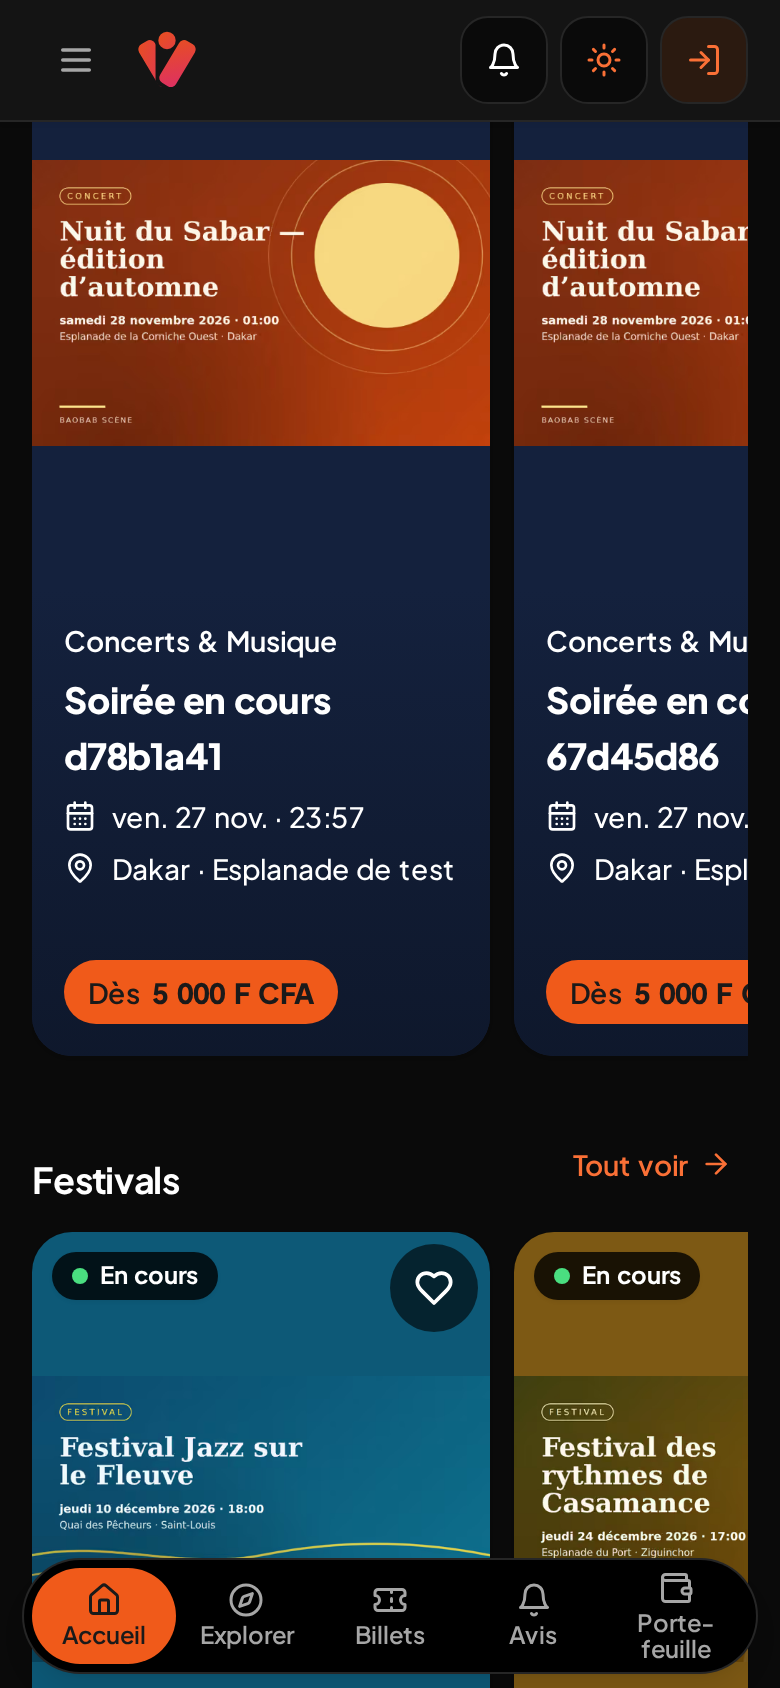 CONCERT
Nuit du Sabar —
édition
d’automne
samedi 28 novembre 2026 · 01:00
Esplanade de la Corniche Ouest · Dakar
BAOBAB SCÈNE
Concerts & Musique
Soirée en cours
d78b1a41
ven. 27 nov. · 23:57
Dakar · Esplanade de test
Dès 5 000 F CFA
CONCERT
Nuit du Sabar
édition
d’automne
samedi 28 novembre 2026 · 01:0
Esplanade de la Corniche Ouest · Dakar
BAOBAB SCÈNE
Concerts & Mu
Soirée en co
67d45d86
ven. 27 nov.
Dakar · Espl
Dès 5 000 F C
Festivals
Tout voir →
En cours
FESTIVAL
Festival Jazz sur
le Fleuve
jeudi 10 décembre 2026 · 18:00
Quai des Pêcheurs · Saint-Louis
En cours
FESTIVAL
Festival des
rythmes de
Casamance
jeudi 24 décembre 2026 · 17:00
Esplanade du Port · Ziguinchor
Accueil
Explorer
Billets
Avis
Porte-
feuille